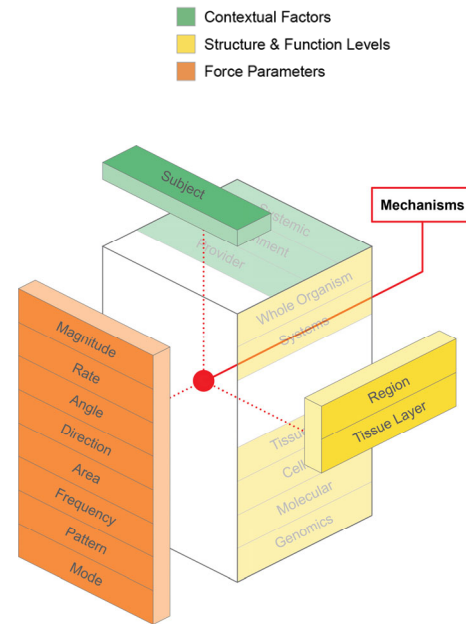 Contextual Factors
Structure & Function Levels
Force Parameters
Subject
Systemic
Provider
Mechanisms
Whole Organism
Systems
Magnitude
Rate
Angle
Direction
Area
Frequency
Pattern
Mode
Region
Tissue Layer
Tissue
Cell
Molecular
Genomics